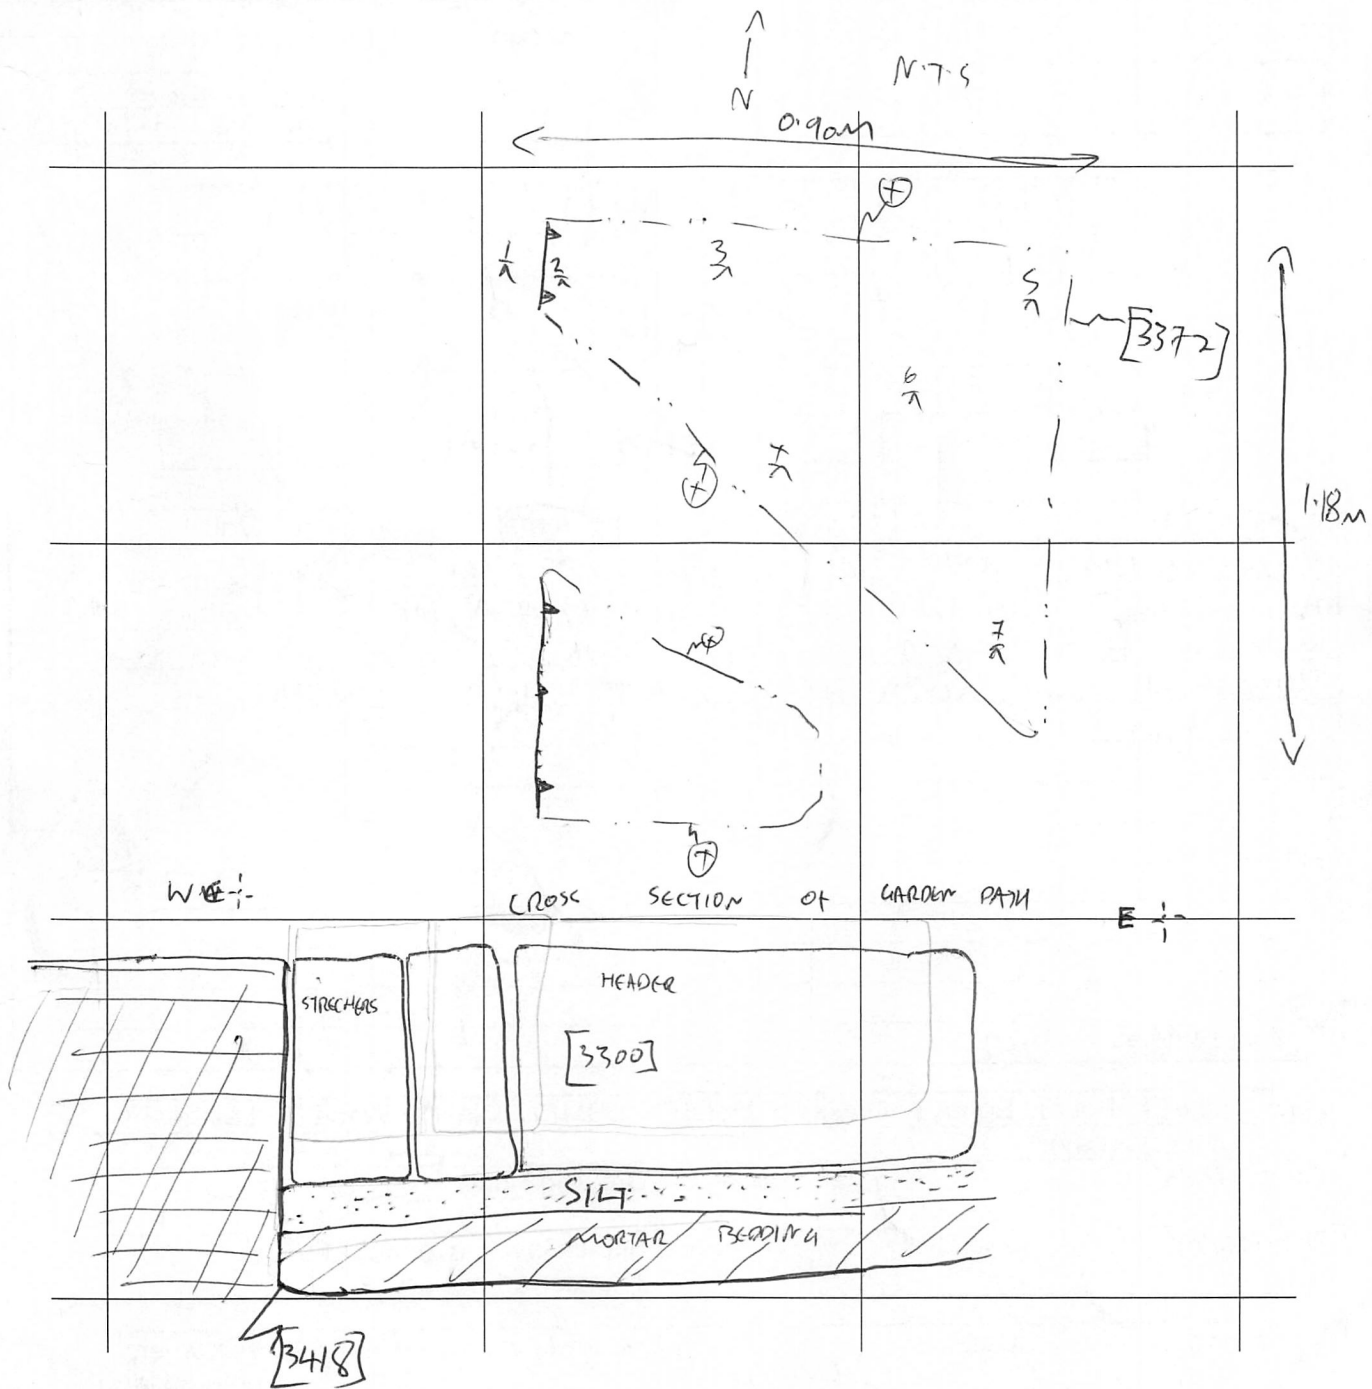 N
N.T.S
0.90m
1
2
3
5
[3372]
6
7
1.18m
7
W
CROSS SECTION OF GARDEN PATH
E
STRECHERS
HEADER
[3300]
SILT
MORTAR BEDDING
[3418]